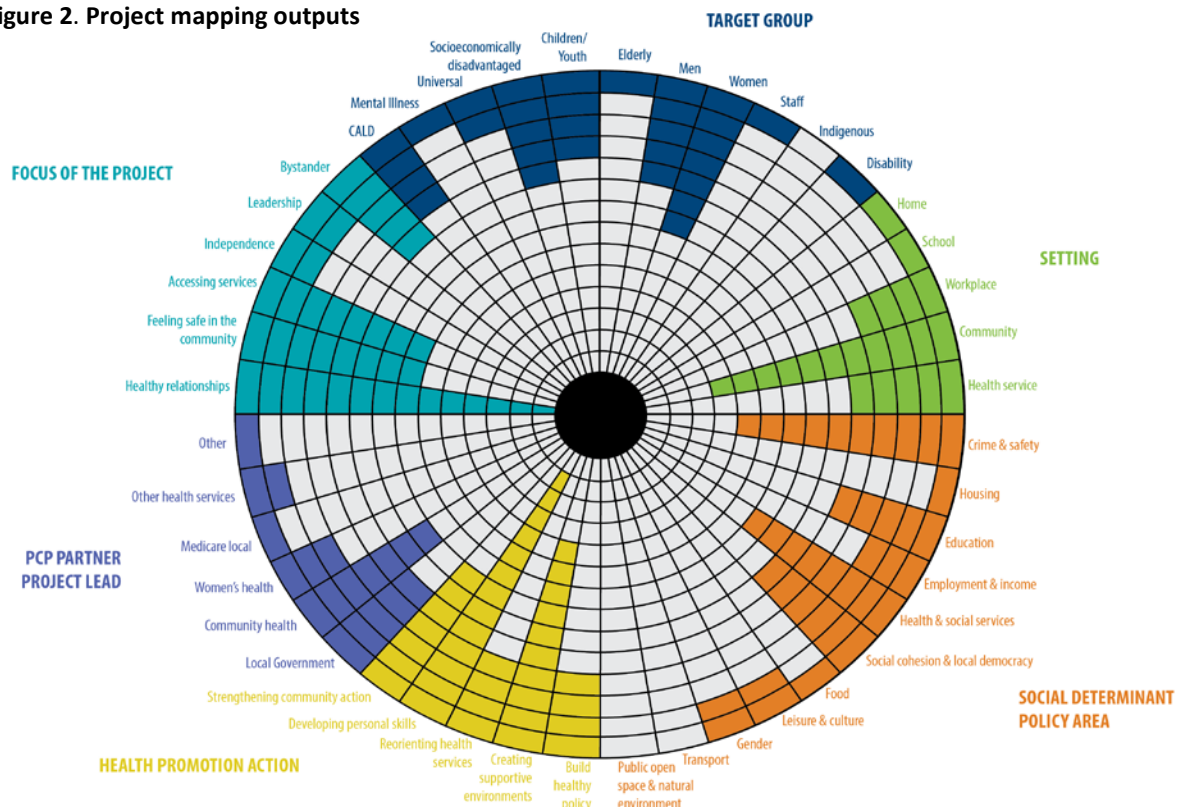 igure 2. Project mapping outputs
TARGET GROUP
Children/
Youth
Socioeconomically
disadvantaged
Universal
Mental Illness
CALD
Elderly
Men
Women
Staff
Indigenous
Disability
FOCUS OF THE PROJECT
Bystander
Leadership
Independence
Accessing services
Feeling safe in the
community
Healthy relationships
SETTING
Home
School
Workplace
Community
Health service
PCP PARTNER
PROJECT LEAD
Other
Other health services
Medicare local
Women's health
Community health
Local Government
SOCIAL DETERMINANT
POLICY AREA
Crime & safety
Housing
Education
Employment & income
Health & social services
Social cohesion & local democracy
Food
Leisure & culture
Gender
Transport
Public open
space & natural
environment
HEALTH PROMOTION ACTION
Strengthening community action
Developing personal skills
Reorienting health
services
Creating
supportive
environments
Build
healthy
policy